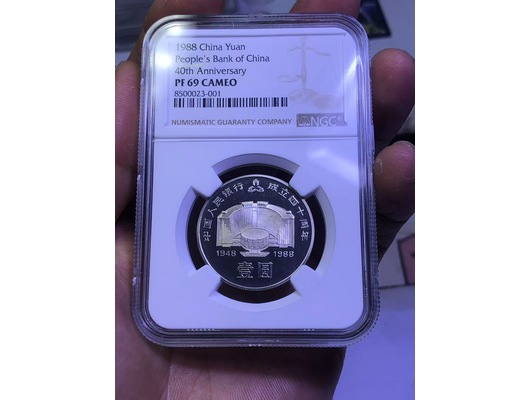 1988 China Yuan
People's Bank of China
40th Anniversary
PF 69 CAMEO
8500023-001
NUMISMATIC GUARANTY COMPANY
NGC
中国人民银行 成立四十周年
1948 1988
壹圆